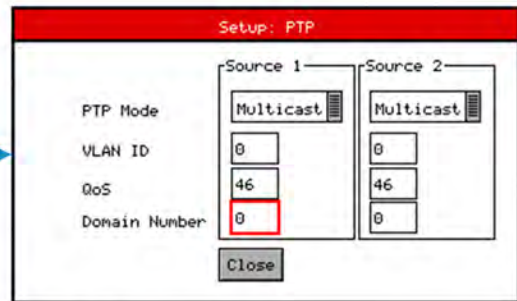 Setup: PTP
Source 1 Source 2
PTP Mode Multicast Multicast
VLAN ID 0 0
QoS 46 46
Domain Number 0 0
Close